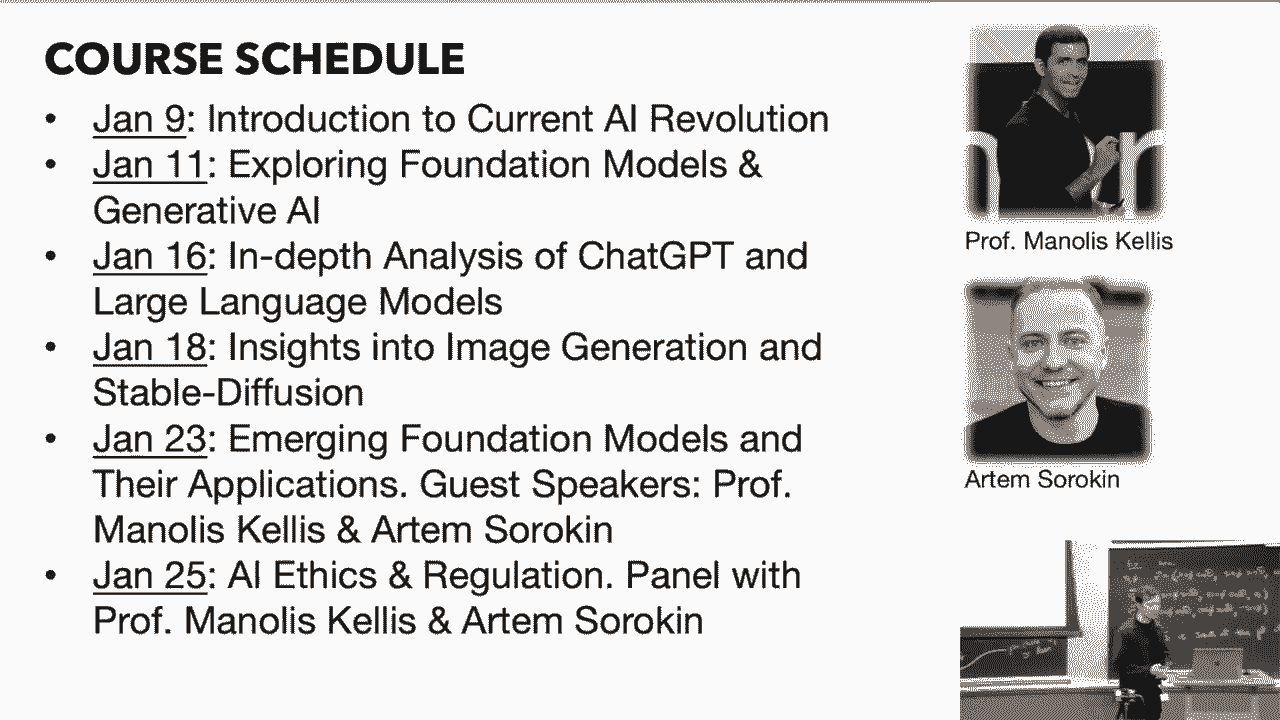 COURSE SCHEDULE
• Jan 9: Introduction to Current AI Revolution
• Jan 11: Exploring Foundation Models &
Generative AI
• Jan 16: In-depth Analysis of ChatGPT and
Large Language Models
• Jan 18: Insights into Image Generation and
Stable-Diffusion
• Jan 23: Emerging Foundation Models and
Their Applications. Guest Speakers: Prof.
Manolis Kellis & Artem Sorokin
• Jan 25: AI Ethics & Regulation. Panel with
Prof. Manolis Kellis & Artem Sorokin
Prof. Manolis Kellis
Artem Sorokin